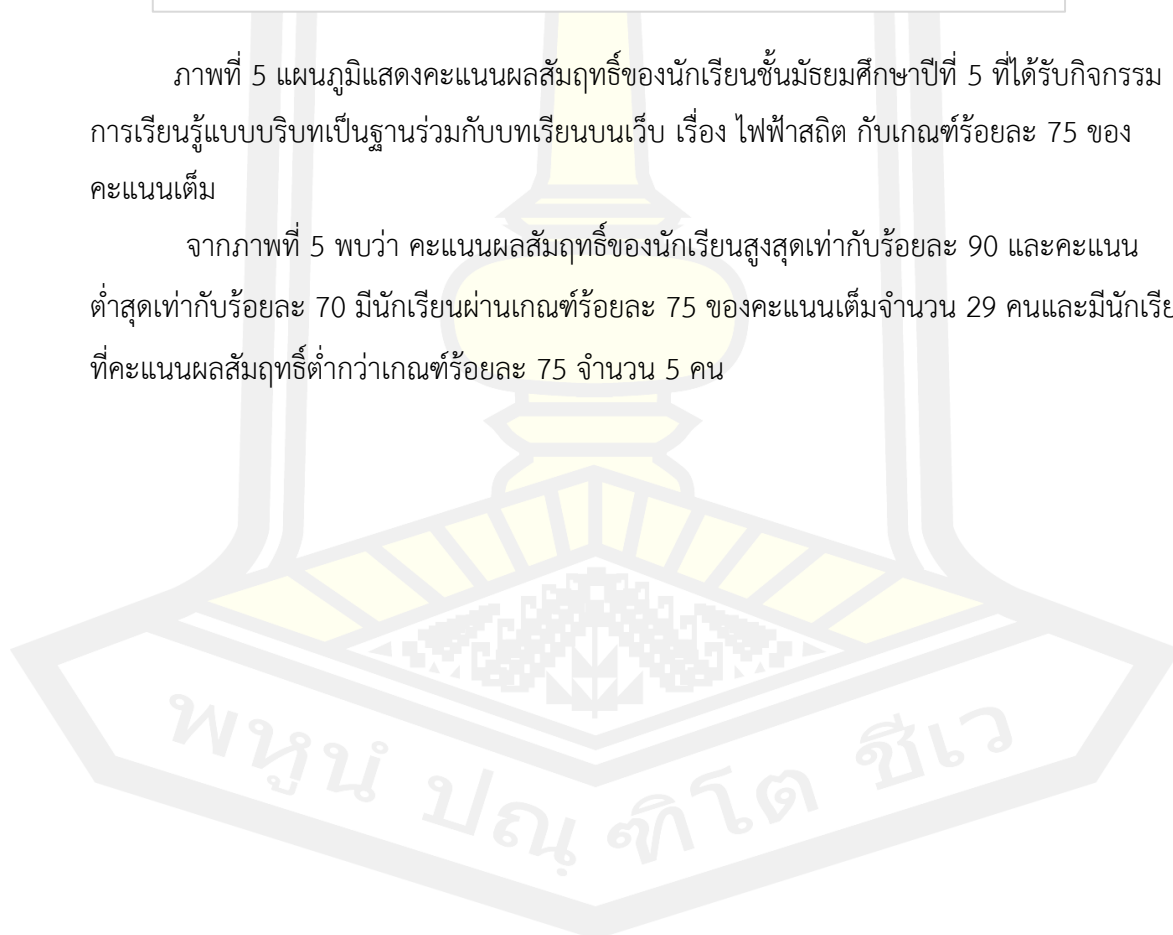 ภาพที่ 5 แผนภูมิแสดงคะแนนผลสัมฤทธิ์ของนักเรียนชั้นมัธยมศึกษาปีที่ 5 ที่ได้รับกิจกรรม
การเรียนรู้แบบบริบทเป็นฐานร่วมกับบทเรียนบนเว็บ เรื่อง ไฟฟ้าสถิต กับเกณฑ์ร้อยละ 75 ของ
คะแนนเต็ม
จากภาพที่ 5 พบว่า คะแนนผลสัมฤทธิ์ของนักเรียนสูงสุดเท่ากับร้อยละ 90 และคะแนน
ต่ำสุดเท่ากับร้อยละ 70 มีนักเรียนผ่านเกณฑ์ร้อยละ 75 ของคะแนนเต็มจำนวน 29 คนและมีนักเรีย
ที่คะแนนผลสัมฤทธิ์ต่ำกว่าเกณฑ์ร้อยละ 75 จำนวน 5 คน
พหูนํ ปณฺ ฑิโต ชีเว